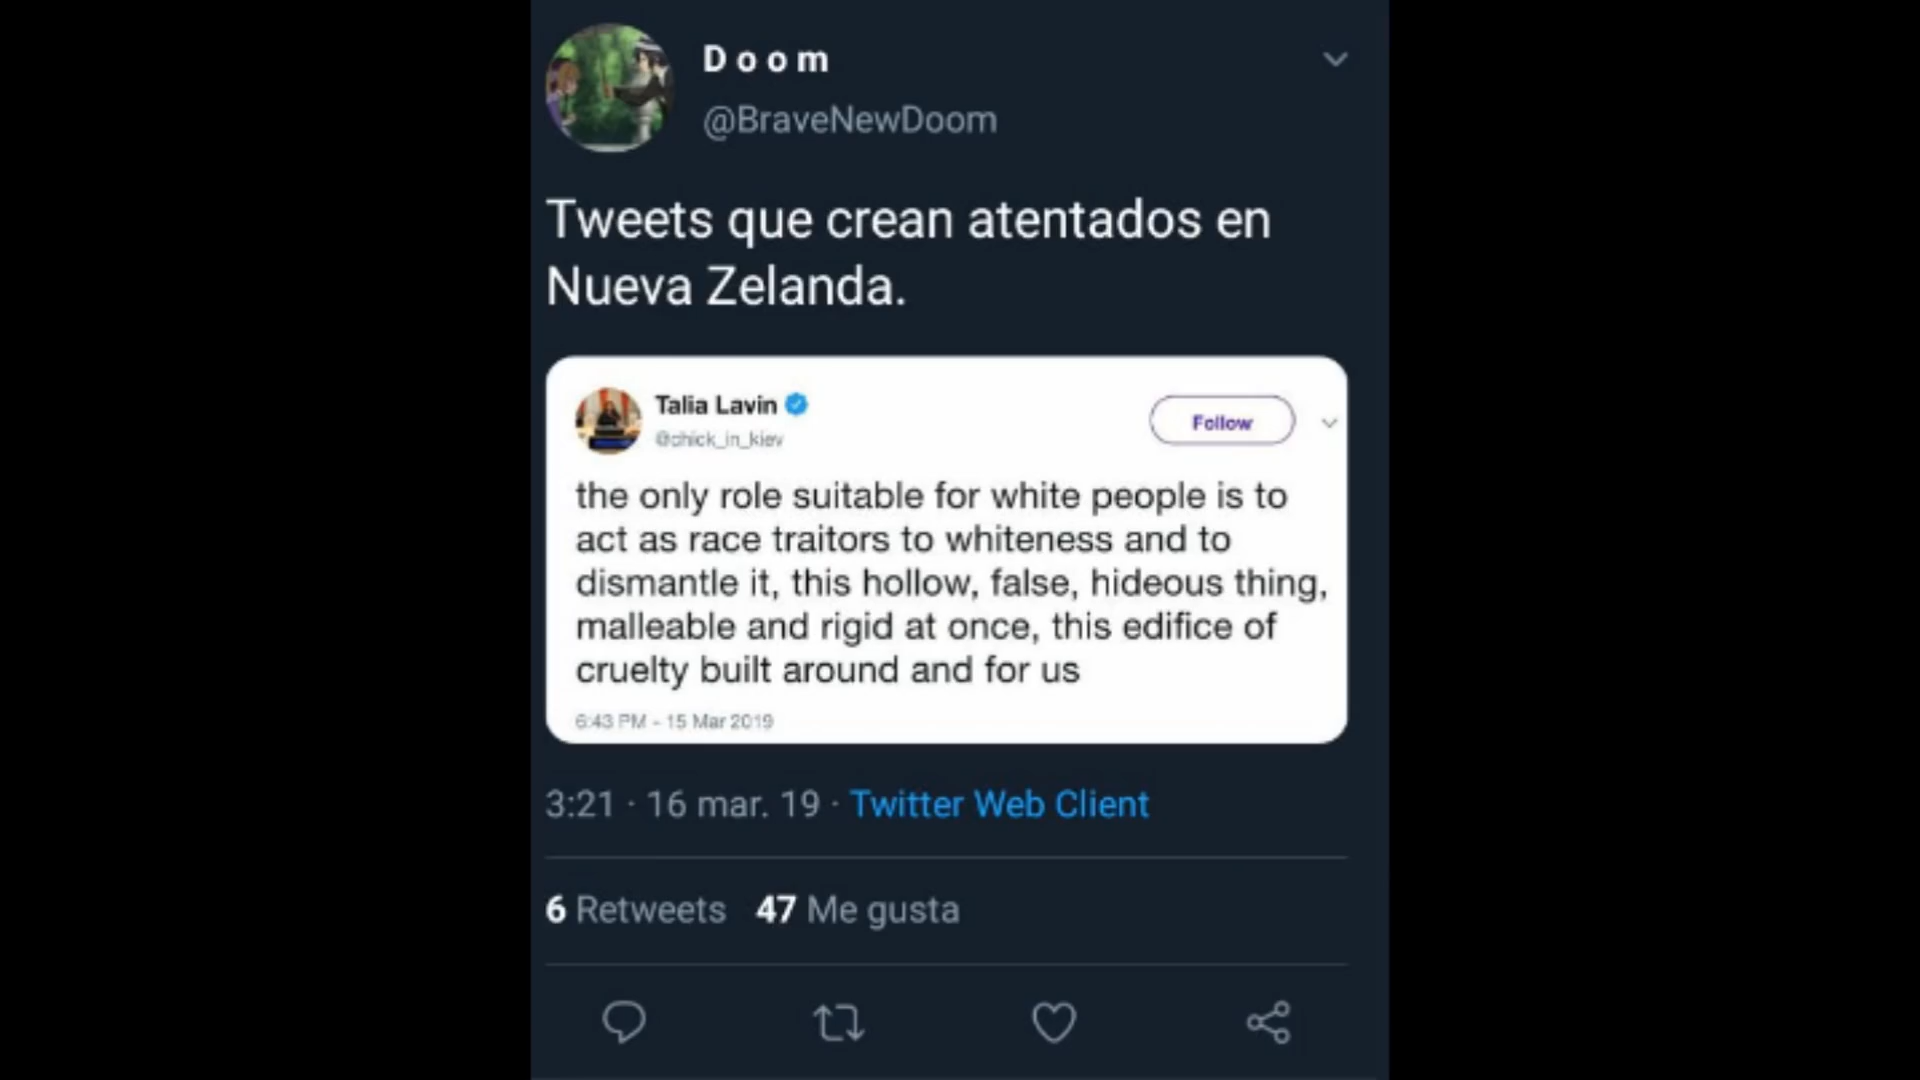 Doom
@BraveNewDoom
Tweets que crean atentados en
Nueva Zelanda.
Talia Lavin
@chick_in_kiev
Follow
the only role suitable for white people is to
act as race traitors to whiteness and to
dismantle it, this hollow, false, hideous thing,
malleable and rigid at once, this edifice of
cruelty built around and for us
6:43 PM - 15 Mar 2019
3:21 · 16 mar. 19 · Twitter Web Client
6 Retweets 47 Me gusta